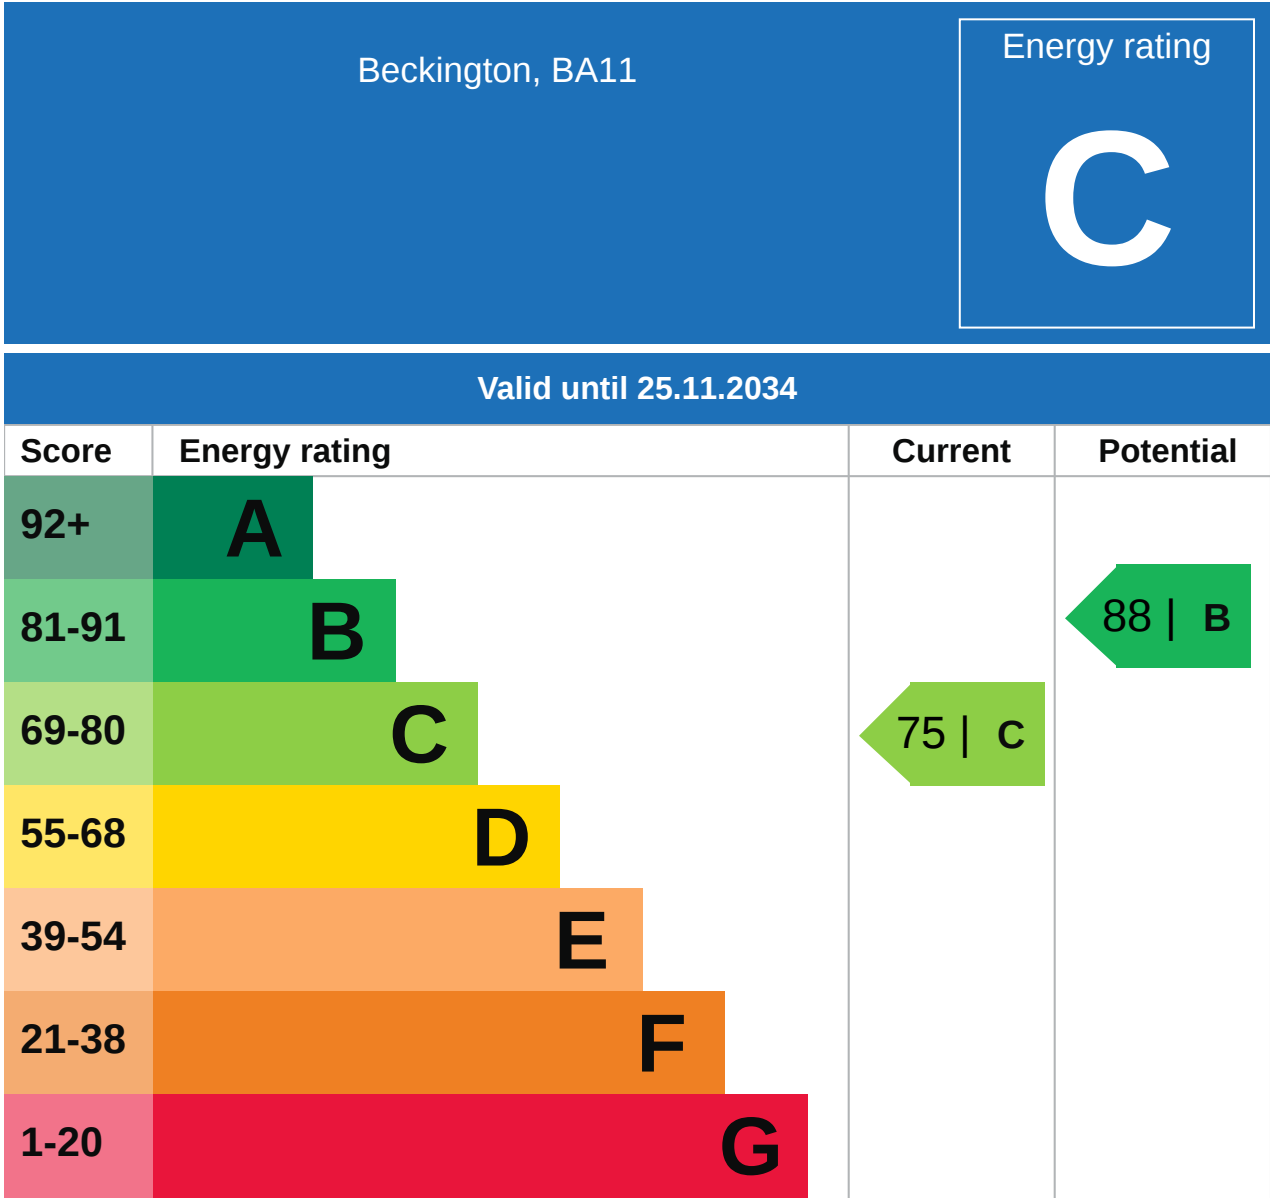 Beckington, BA11
Energy rating
C
Valid until 25.11.2034
Score Energy rating Current Potential
92+ A
81-91 B 88 | B
69-80 C 75 | C
55-68 D
39-54 E
21-38 F
1-20 G